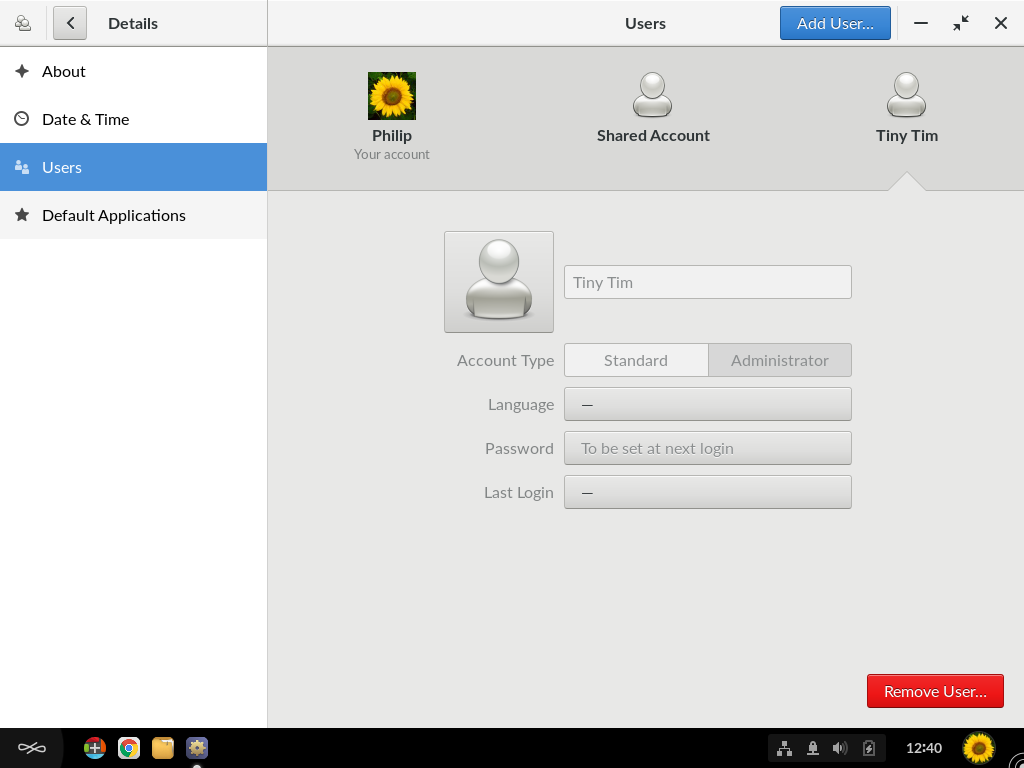 Details
Users
Add User...
About
Date & Time
Users
Default Applications
Philip
Your account
Shared Account
Tiny Tim
Tiny Tim
Account Type
Standard
Administrator
Language
—
Password
To be set at next login
Last Login
—
Remove User...
12:40